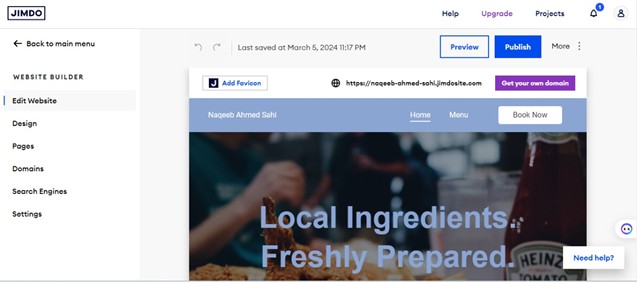 JIMDO
Help
Upgrade
Projects
1
Back to main menu
Last saved at March 5, 2024 11:17 PM
Preview
Publish
More
WEBSITE BUILDER
Edit Website
Design
Pages
Domains
Search Engines
Settings
J Add Favicon
https://naqeeb-ahmed-sahi.jimdosite.com
Get your own domain
Naqeeb Ahmed Sahi
Home
Menu
Book Now
Local Ingredients.
Freshly Prepared.
HEINZ
TOMATO
Need help?